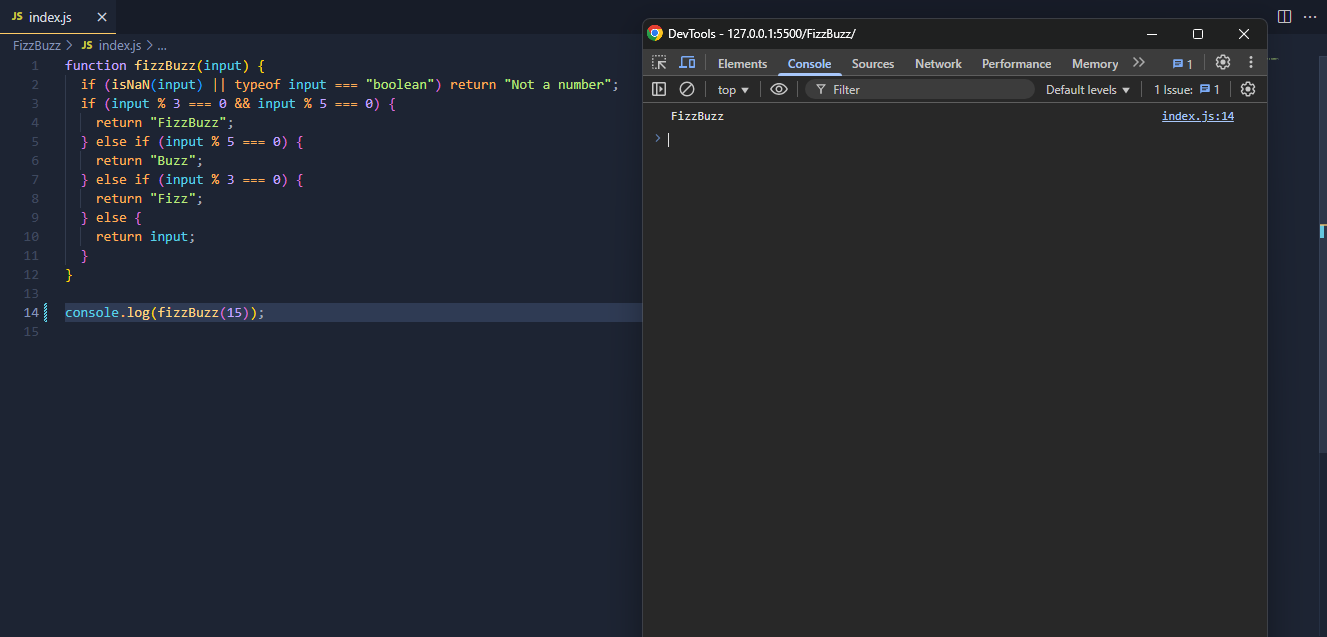 JS index.js
FizzBuzz > JS index.js > ...
1 function fizzBuzz(input) {
2 if (isNaN(input) || typeof input === "boolean") return "Not a number";
3 if (input % 3 === 0 && input % 5 === 0) {
4 return "FizzBuzz";
5 } else if (input % 5 === 0) {
6 return "Buzz";
7 } else if (input % 3 === 0) {
8 return "Fizz";
9 } else {
10 return input;
11 }
12 }
13
14 console.log(fizzBuzz(15));
15
DevTools - 127.0.0.1:5500/FizzBuzz/
Elements Console Sources Network Performance Memory 1
top Filter Default levels 1 Issue: 1
FizzBuzz index.js:14
>